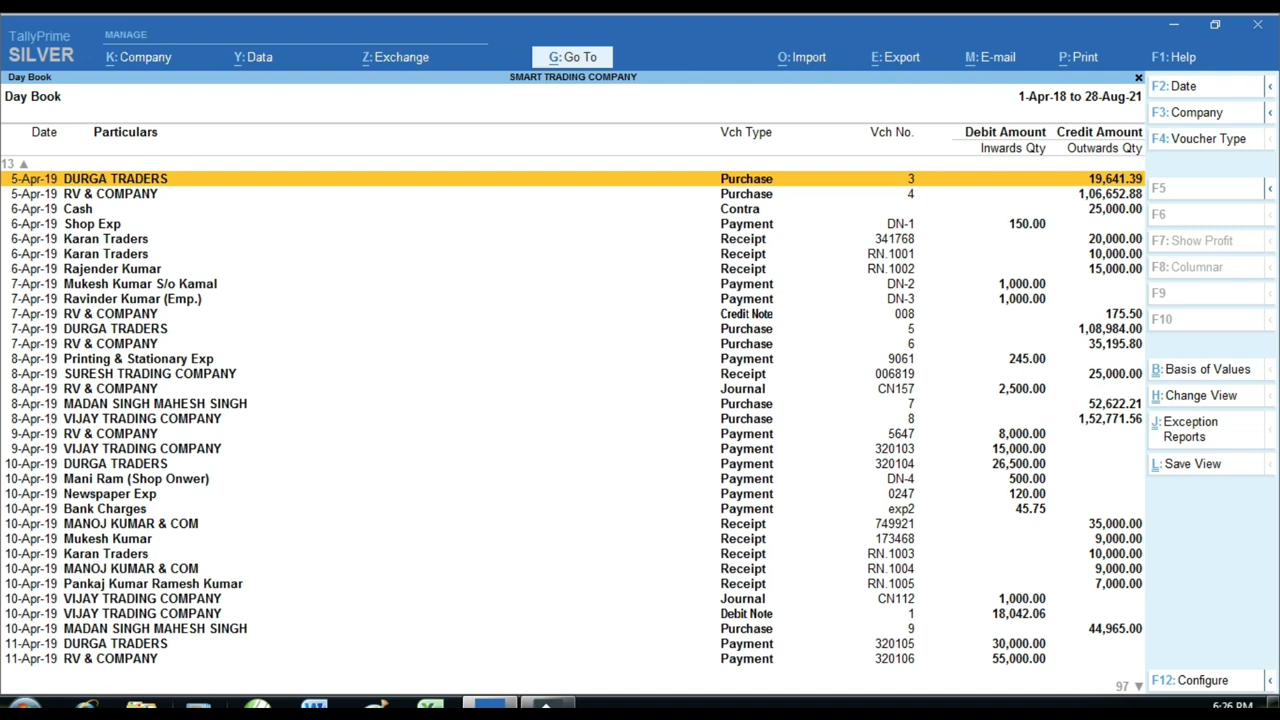 TallyPrime
SILVER
MANAGE
K: Company Y: Data Z: Exchange G: Go To O: Import E: Export M: E-mail P: Print F1: Help
Day Book SMART TRADING COMPANY
Day Book 1-Apr-18 to 28-Aug-21
Date Particulars Vch Type Vch No. Debit Amount Credit Amount
Inwards Qty Outwards Qty
13
5-Apr-19 DURGA TRADERS Purchase 3 19,641.39
5-Apr-19 RV & COMPANY Purchase 4 1,06,652.88
6-Apr-19 Cash Contra 25,000.00
6-Apr-19 Shop Exp Payment DN-1 150.00
6-Apr-19 Karan Traders Receipt 341768 20,000.00
6-Apr-19 Karan Traders Receipt RN.1001 10,000.00
6-Apr-19 Rajender Kumar Receipt RN.1002 15,000.00
7-Apr-19 Mukesh Kumar S/o Kamal Payment DN-2 1,000.00
7-Apr-19 Ravinder Kumar (Emp.) Payment DN-3 1,000.00
7-Apr-19 RV & COMPANY Credit Note 008 175.50
7-Apr-19 DURGA TRADERS Purchase 5 1,08,984.00
7-Apr-19 RV & COMPANY Purchase 6 35,195.80
8-Apr-19 Printing & Stationary Exp Payment 9061 245.00
8-Apr-19 SURESH TRADING COMPANY Receipt 006819 25,000.00
8-Apr-19 RV & COMPANY Journal CN157 2,500.00
8-Apr-19 MADAN SINGH MAHESH SINGH Purchase 7 52,622.21
8-Apr-19 VIJAY TRADING COMPANY Purchase 8 1,52,771.56
9-Apr-19 RV & COMPANY Payment 5647 8,000.00
9-Apr-19 VIJAY TRADING COMPANY Payment 320103 15,000.00
10-Apr-19 DURGA TRADERS Payment 320104 26,500.00
10-Apr-19 Mani Ram (Shop Onwer) Payment DN-4 500.00
10-Apr-19 Newspaper Exp Payment 0247 120.00
10-Apr-19 Bank Charges Payment exp2 45.75
10-Apr-19 MANOJ KUMAR & COM Receipt 749921 35,000.00
10-Apr-19 Mukesh Kumar Receipt 173468 9,000.00
10-Apr-19 Karan Traders Receipt RN.1003 10,000.00
10-Apr-19 MANOJ KUMAR & COM Receipt RN.1004 9,000.00
10-Apr-19 Pankaj Kumar Ramesh Kumar Receipt RN.1005 7,000.00
10-Apr-19 VIJAY TRADING COMPANY Journal CN112 1,000.00
10-Apr-19 VIJAY TRADING COMPANY Debit Note 1 18,042.06
10-Apr-19 MADAN SINGH MAHESH SINGH Purchase 9 44,965.00
11-Apr-19 DURGA TRADERS Payment 320105 30,000.00
11-Apr-19 RV & COMPANY Payment 320106 55,000.00
97
F2: Date
F3: Company
F4: Voucher Type
F5
F6
F7: Show Profit
F8: Columnar
F9
F10
B: Basis of Values
H: Change View
J: Exception
Reports
L: Save View
F12: Configure
6:26 PM